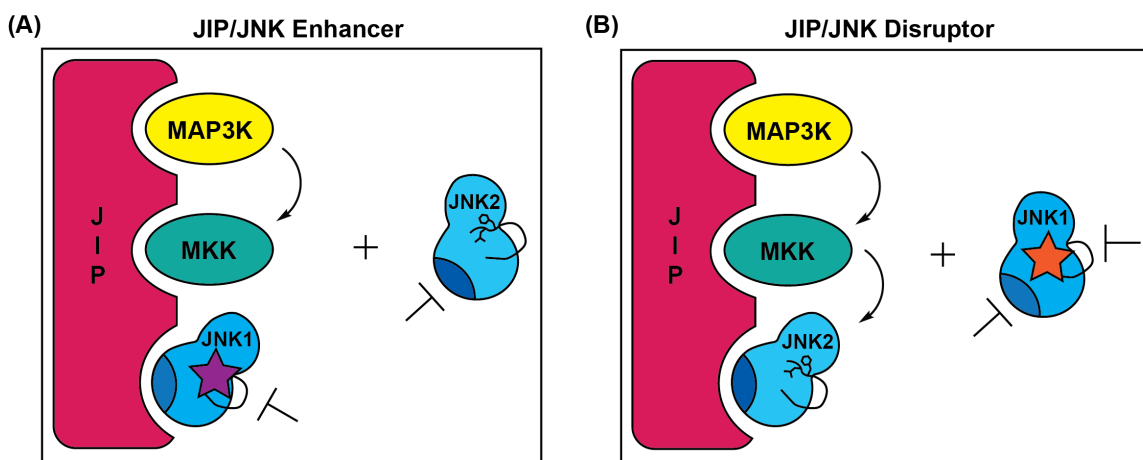 (A)
JIP/JNK Enhancer
MAP3K
J
I
P
MKK
JNK1
+
JNK2
(B)
JIP/JNK Disruptor
MAP3K
J
I
P
MKK
JNK2
+
JNK1